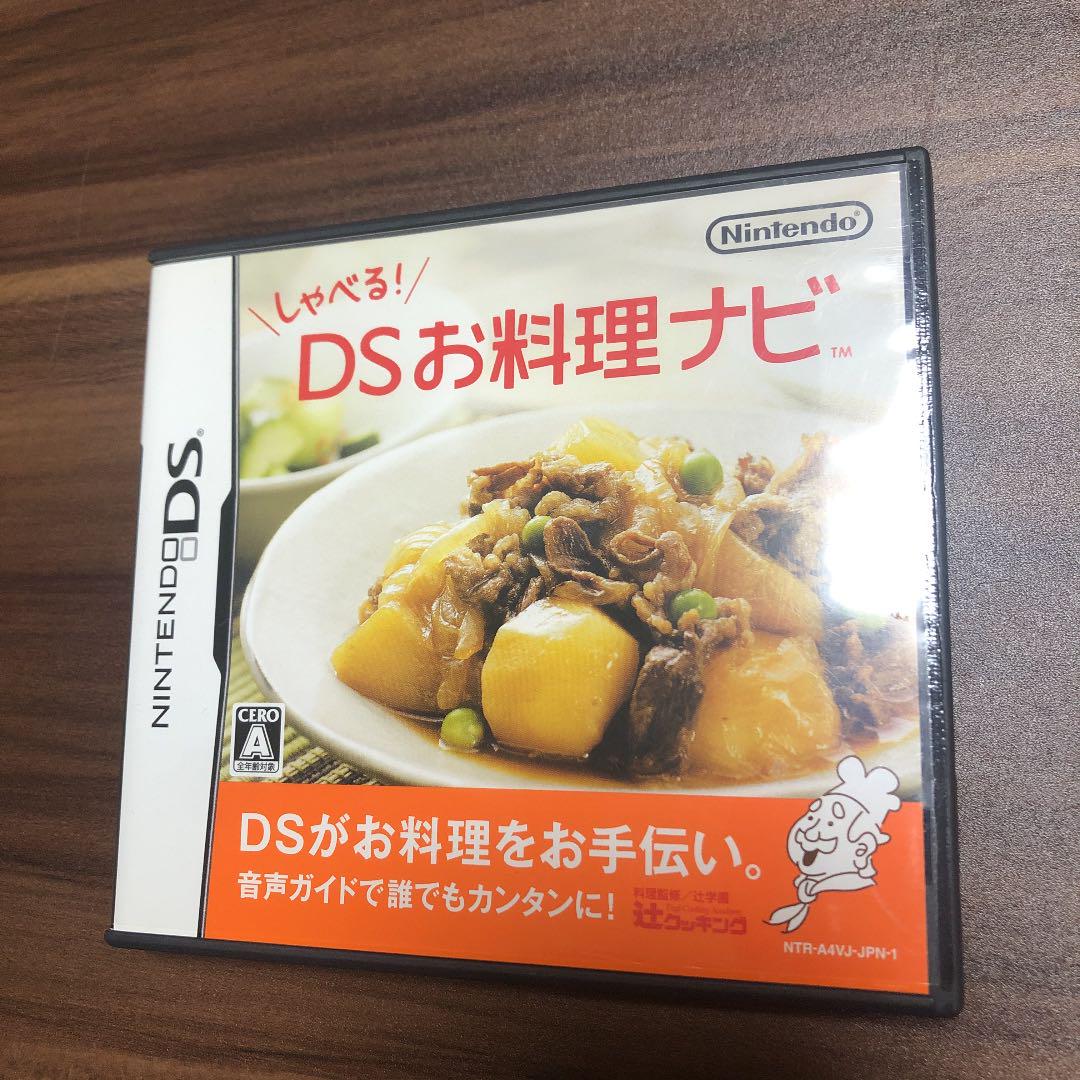 Nintendo®
しゃべる!
DSお料理ナビ™
NINTENDO DS®
CERO
A
全年齢対象
DSがお料理をお手伝い。
音声ガイドで誰でもカンタンに!
料理監修/辻学園
辻クッキング
NTR-A4VJ-JPN-1